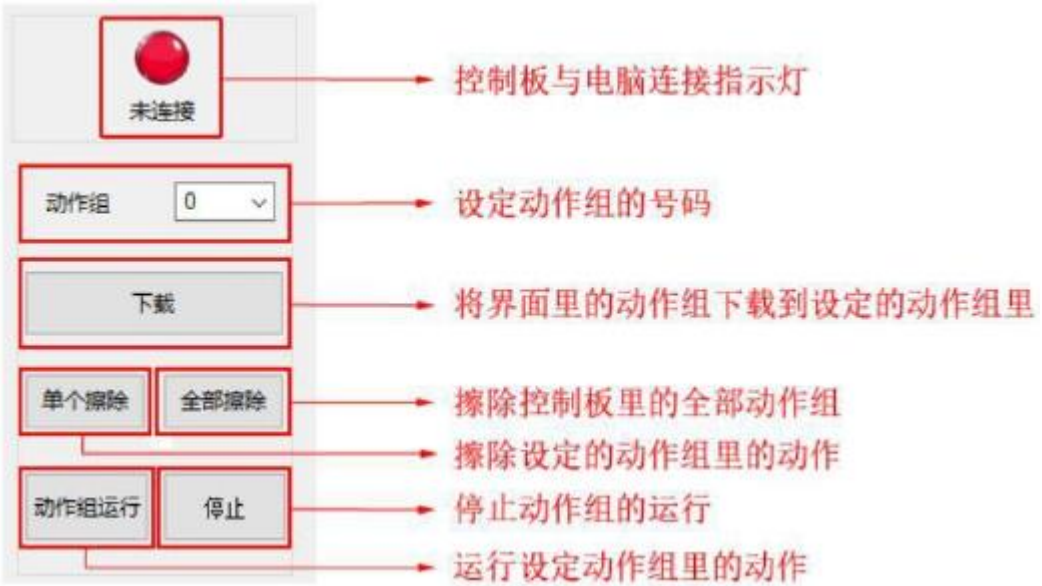 未连接
控制板与电脑连接指示灯
动作组 0
设定动作组的号码
下载
将界面里的动作组下载到设定的动作组里
单个擦除 全部擦除
擦除控制板里的全部动作组
擦除设定的动作组里的动作
动作组运行 停止
停止动作组的运行
运行设定动作组里的动作